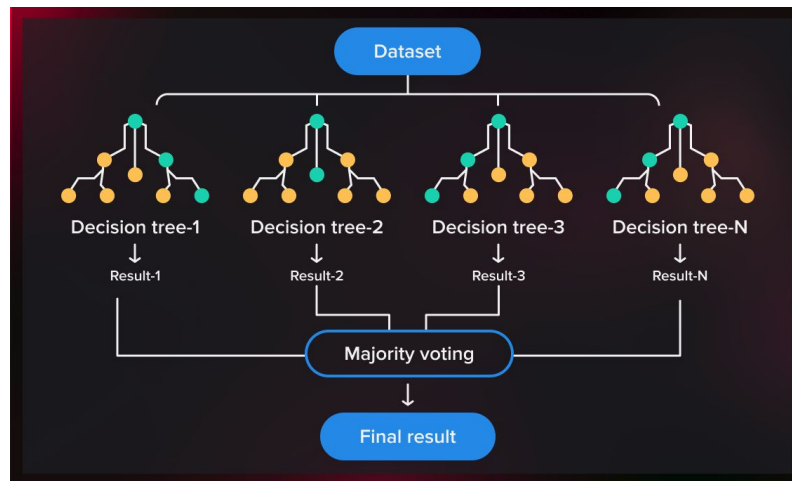 Dataset
Decision tree-1
Decision tree-2
Decision tree-3
Decision tree-N
Result-1
Result-2
Result-3
Result-N
Majority voting
Final result